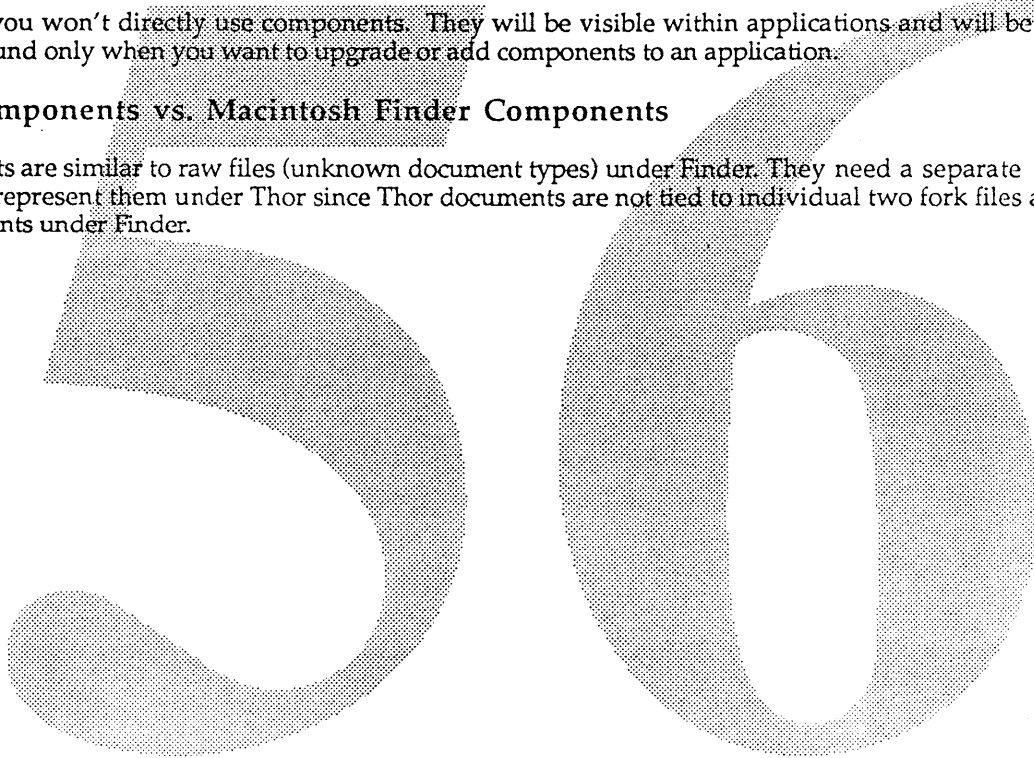 you won't directly use components. They will be visible within applications and will be
und only when you want to upgrade or add components to an application.
mponents vs. Macintosh Finder Components
ts are similar to raw files (unknown document types) under Finder. They need a separate
represent them under Thor since Thor documents are not tied to individual two fork files a
nts under Finder.
56